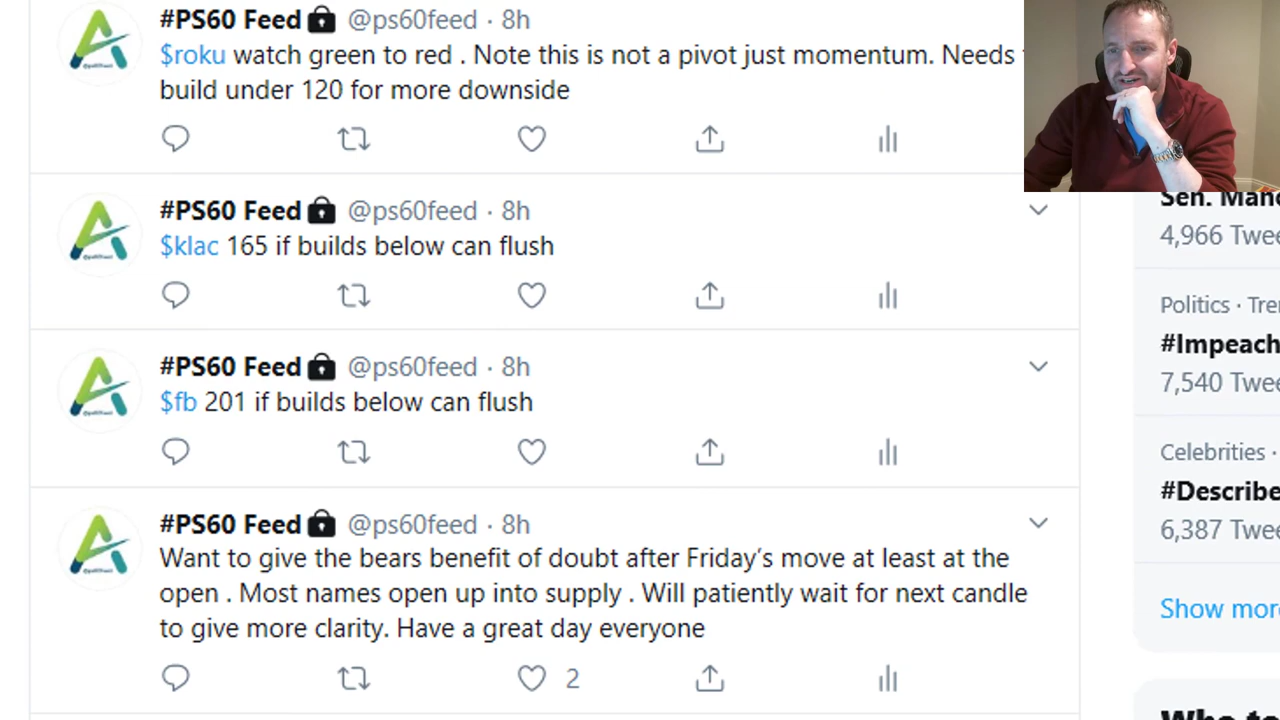 #PS60 Feed @ps60feed · 8h
$roku watch green to red . Note this is not a pivot just momentum. Needs
build under 120 for more downside
#PS60 Feed @ps60feed · 8h
$klac 165 if builds below can flush
#PS60 Feed @ps60feed · 8h
$fb 201 if builds below can flush
#PS60 Feed @ps60feed · 8h
Want to give the bears benefit of doubt after Friday’s move at least at the
open . Most names open up into supply . Will patiently wait for next candle
to give more clarity. Have a great day everyone
2
Sen.
4,966 Twee
Politics · Tre
#Impeach
7,540 Twee
Celebrities ·
#Describe
6,387 Twee
Show more